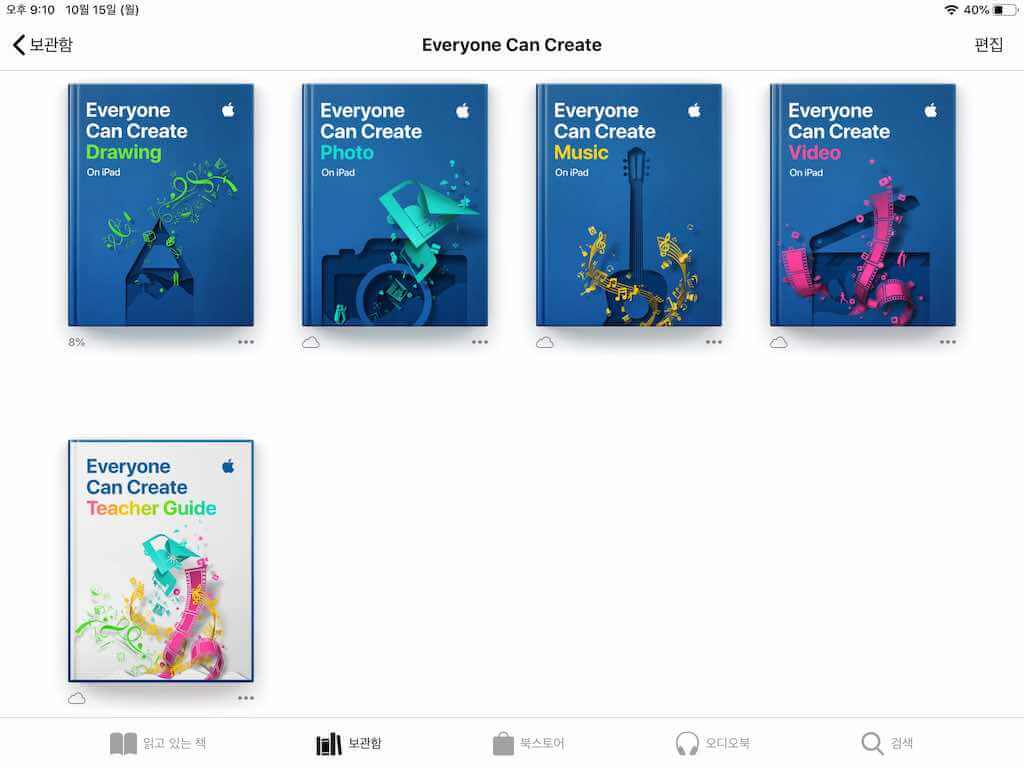 오후 9:10 10월 15일 (월)
40%
보관함
Everyone Can Create
편집
Everyone
Can Create
Drawing
On iPad
8%
Everyone
Can Create
Photo
On iPad
Everyone
Can Create
Music
On iPad
Everyone
Can Create
Video
On iPad
Everyone
Can Create
Teacher Guide
읽고 있는 책
보관함
북스토어
오디오북
검색